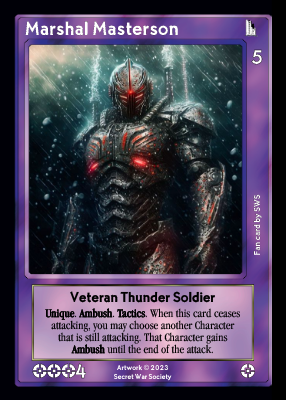 Marshal Masterson
5
Fan card by SWS
Veteran Thunder Soldier
Unique. Ambush. Tactics. When this card ceases
attacking, you may choose another Character
that is still attacking. That Character gains
Ambush until the end of the attack.
4
Artwork © 2023
Secret War Society